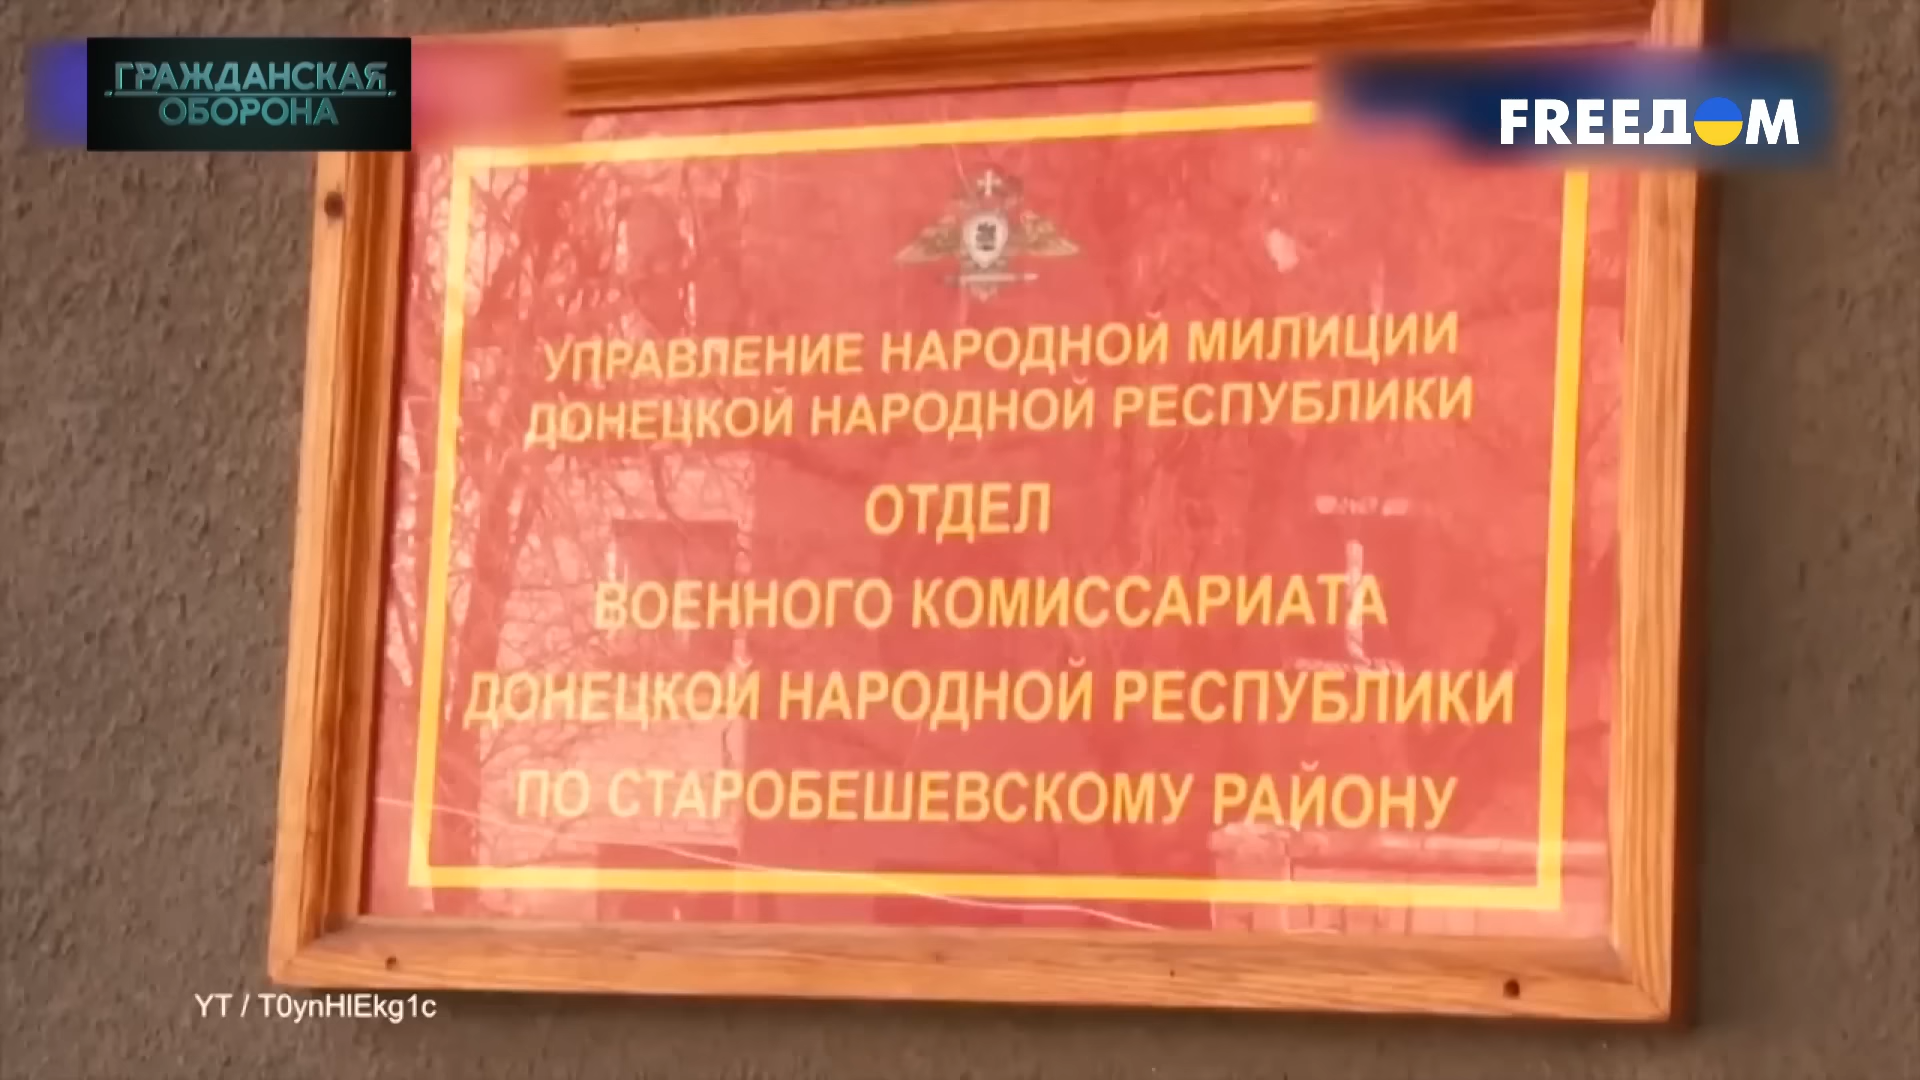 ГРАЖДАНСКАЯ
ОБОРОНА
FREEДOM
УПРАВЛЕНИЕ НАРОДНОЙ МИЛИЦИИ
ДОНЕЦКОЙ НАРОДНОЙ РЕСПУБЛИКИ
ОТДЕЛ
ВОЕННОГО КОМИССАРИАТА
ДОНЕЦКОЙ НАРОДНОЙ РЕСПУБЛИКИ
ПО СТАРОБЕШЕВСКОМУ РАЙОНУ
YT / T0ynHlEkg1c